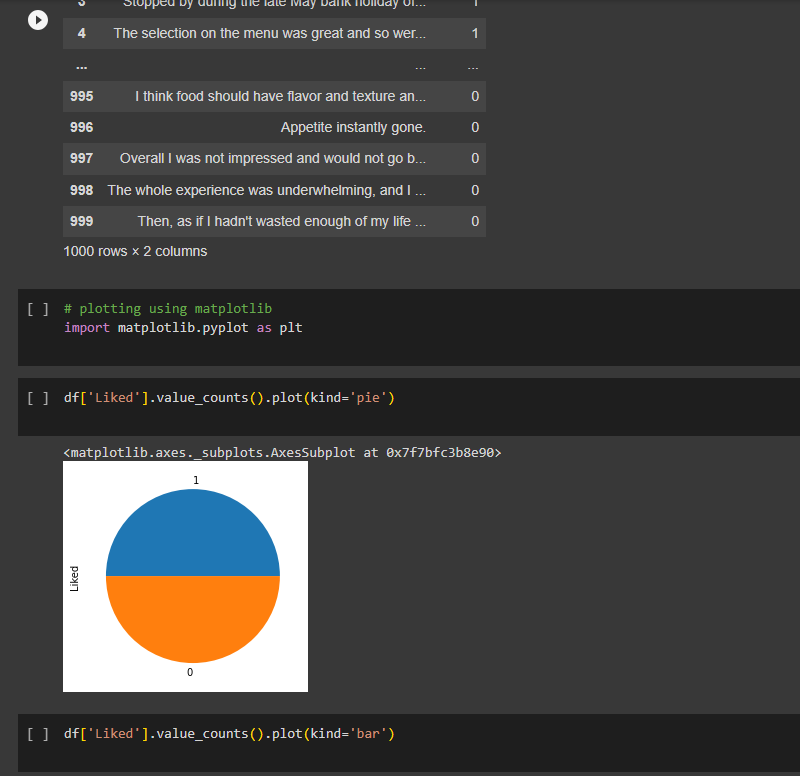 3 Stopped by during the late May bank holiday of... 1
4 The selection on the menu was great and so wer... 1
... ... ...
995 I think food should have flavor and texture an... 0
996 Appetite instantly gone. 0
997 Overall I was not impressed and would not go b... 0
998 The whole experience was underwhelming, and I ... 0
999 Then, as if I hadn't wasted enough of my life ... 0
1000 rows × 2 columns
[ ] # plotting using matplotlib
import matplotlib.pyplot as plt
[ ] df['Liked'].value_counts().plot(kind='pie')
<matplotlib.axes._subplots.AxesSubplot at 0x7f7bfc3b8e90>
1
Liked
0
[ ] df['Liked'].value_counts().plot(kind='bar')